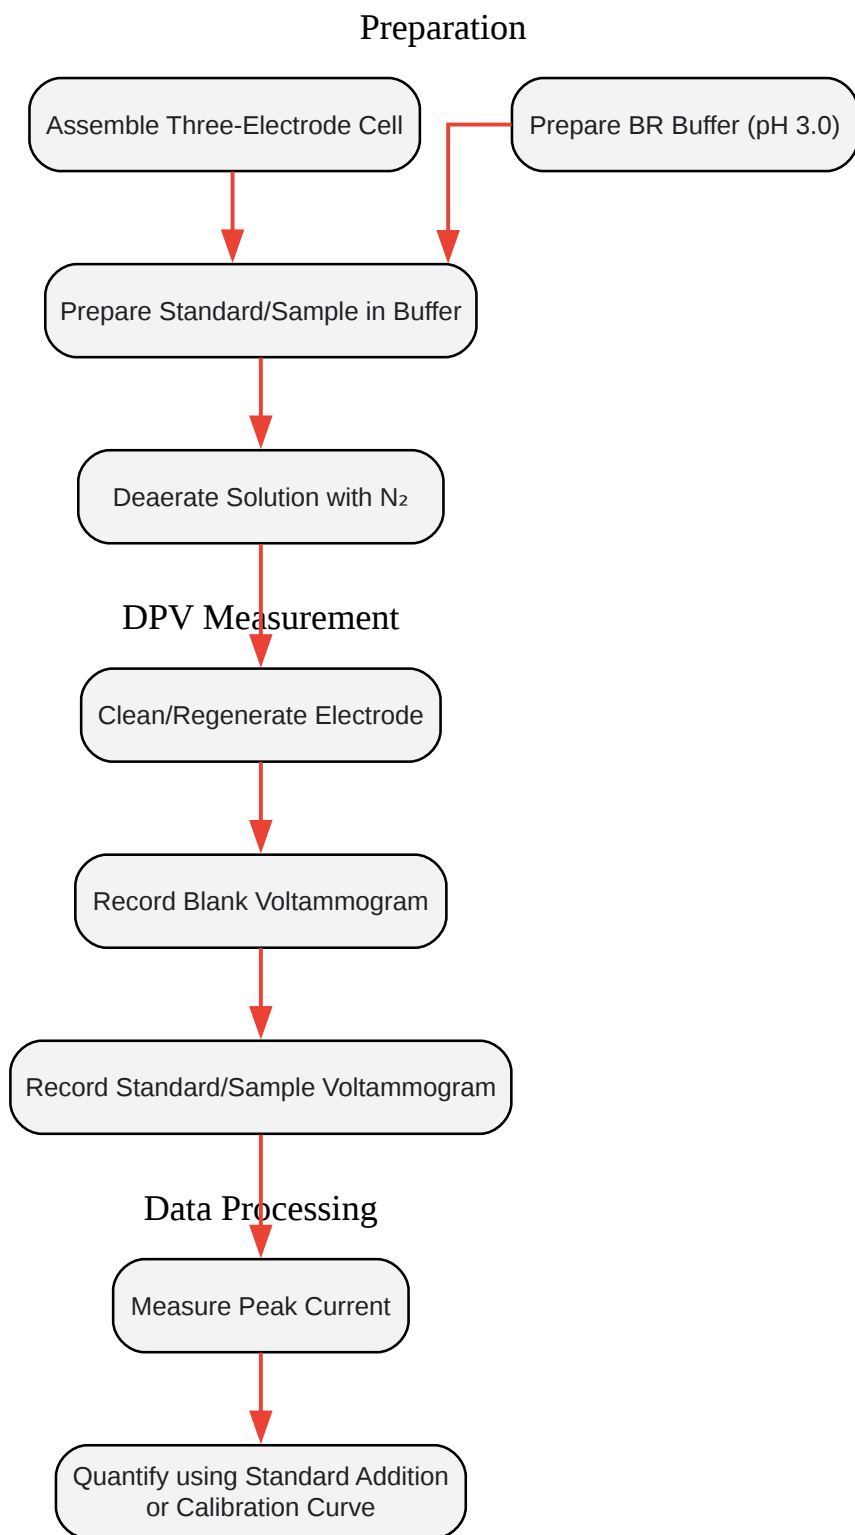 Preparation
Assemble Three-Electrode Cell
Prepare BR Buffer (pH 3.0)
Prepare Standard/Sample in Buffer
Deaerate Solution with N₂
DPV Measurement
Clean/Regenerate Electrode
Record Blank Voltammogram
Record Standard/Sample Voltammogram
Data Processing
Measure Peak Current
Quantify using Standard Addition
or Calibration Curve